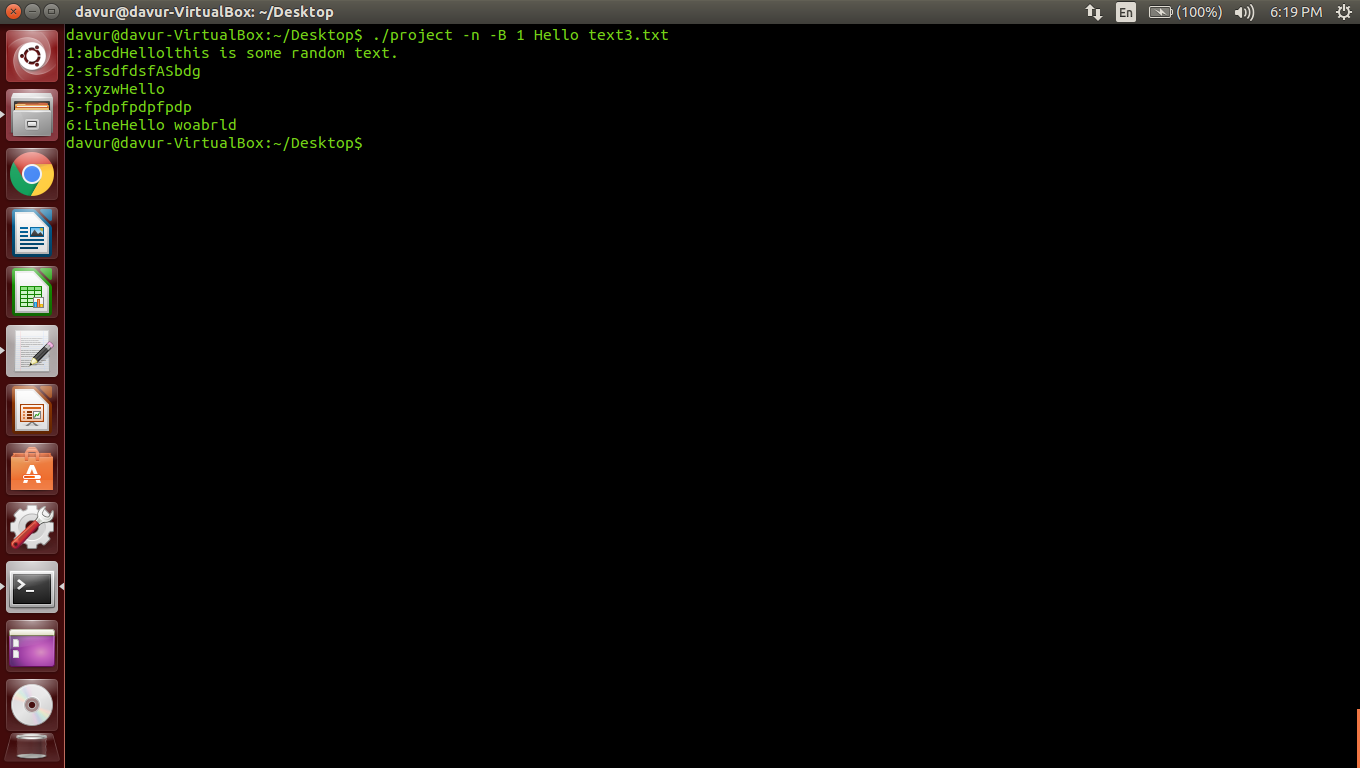 davur@davur-VirtualBox: ~/Desktop
En
(100%)
6:19 PM
davur@davur-VirtualBox:~/Desktop$ ./project -n -B 1 Hello text3.txt
1:abcdHellolthis is some random text.
2-sfsdfdsfASbdg
3:xyzwHello
5-fpdpfpdpfpdp
6:LineHello woabrld
davur@davur-VirtualBox:~/Desktop$